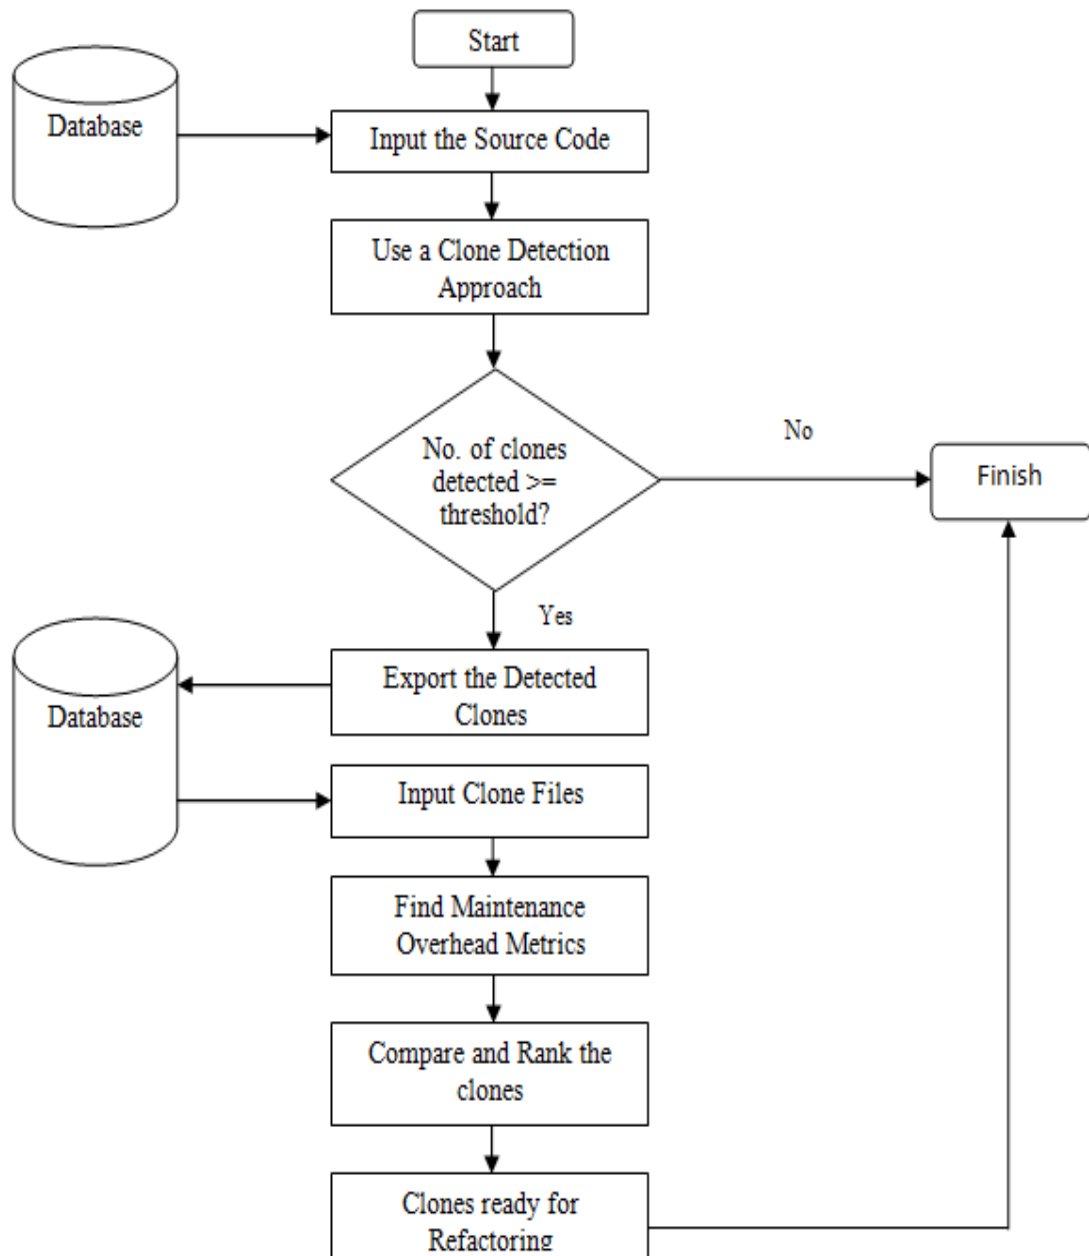 Start
Database
Input the Source Code
Use a Clone Detection
Approach
No. of clones
detected >=
threshold?
No
Finish
Yes
Export the Detected
Clones
Database
Input Clone Files
Find Maintenance
Overhead Metrics
Compare and Rank the
clones
Clones ready for
Refactoring